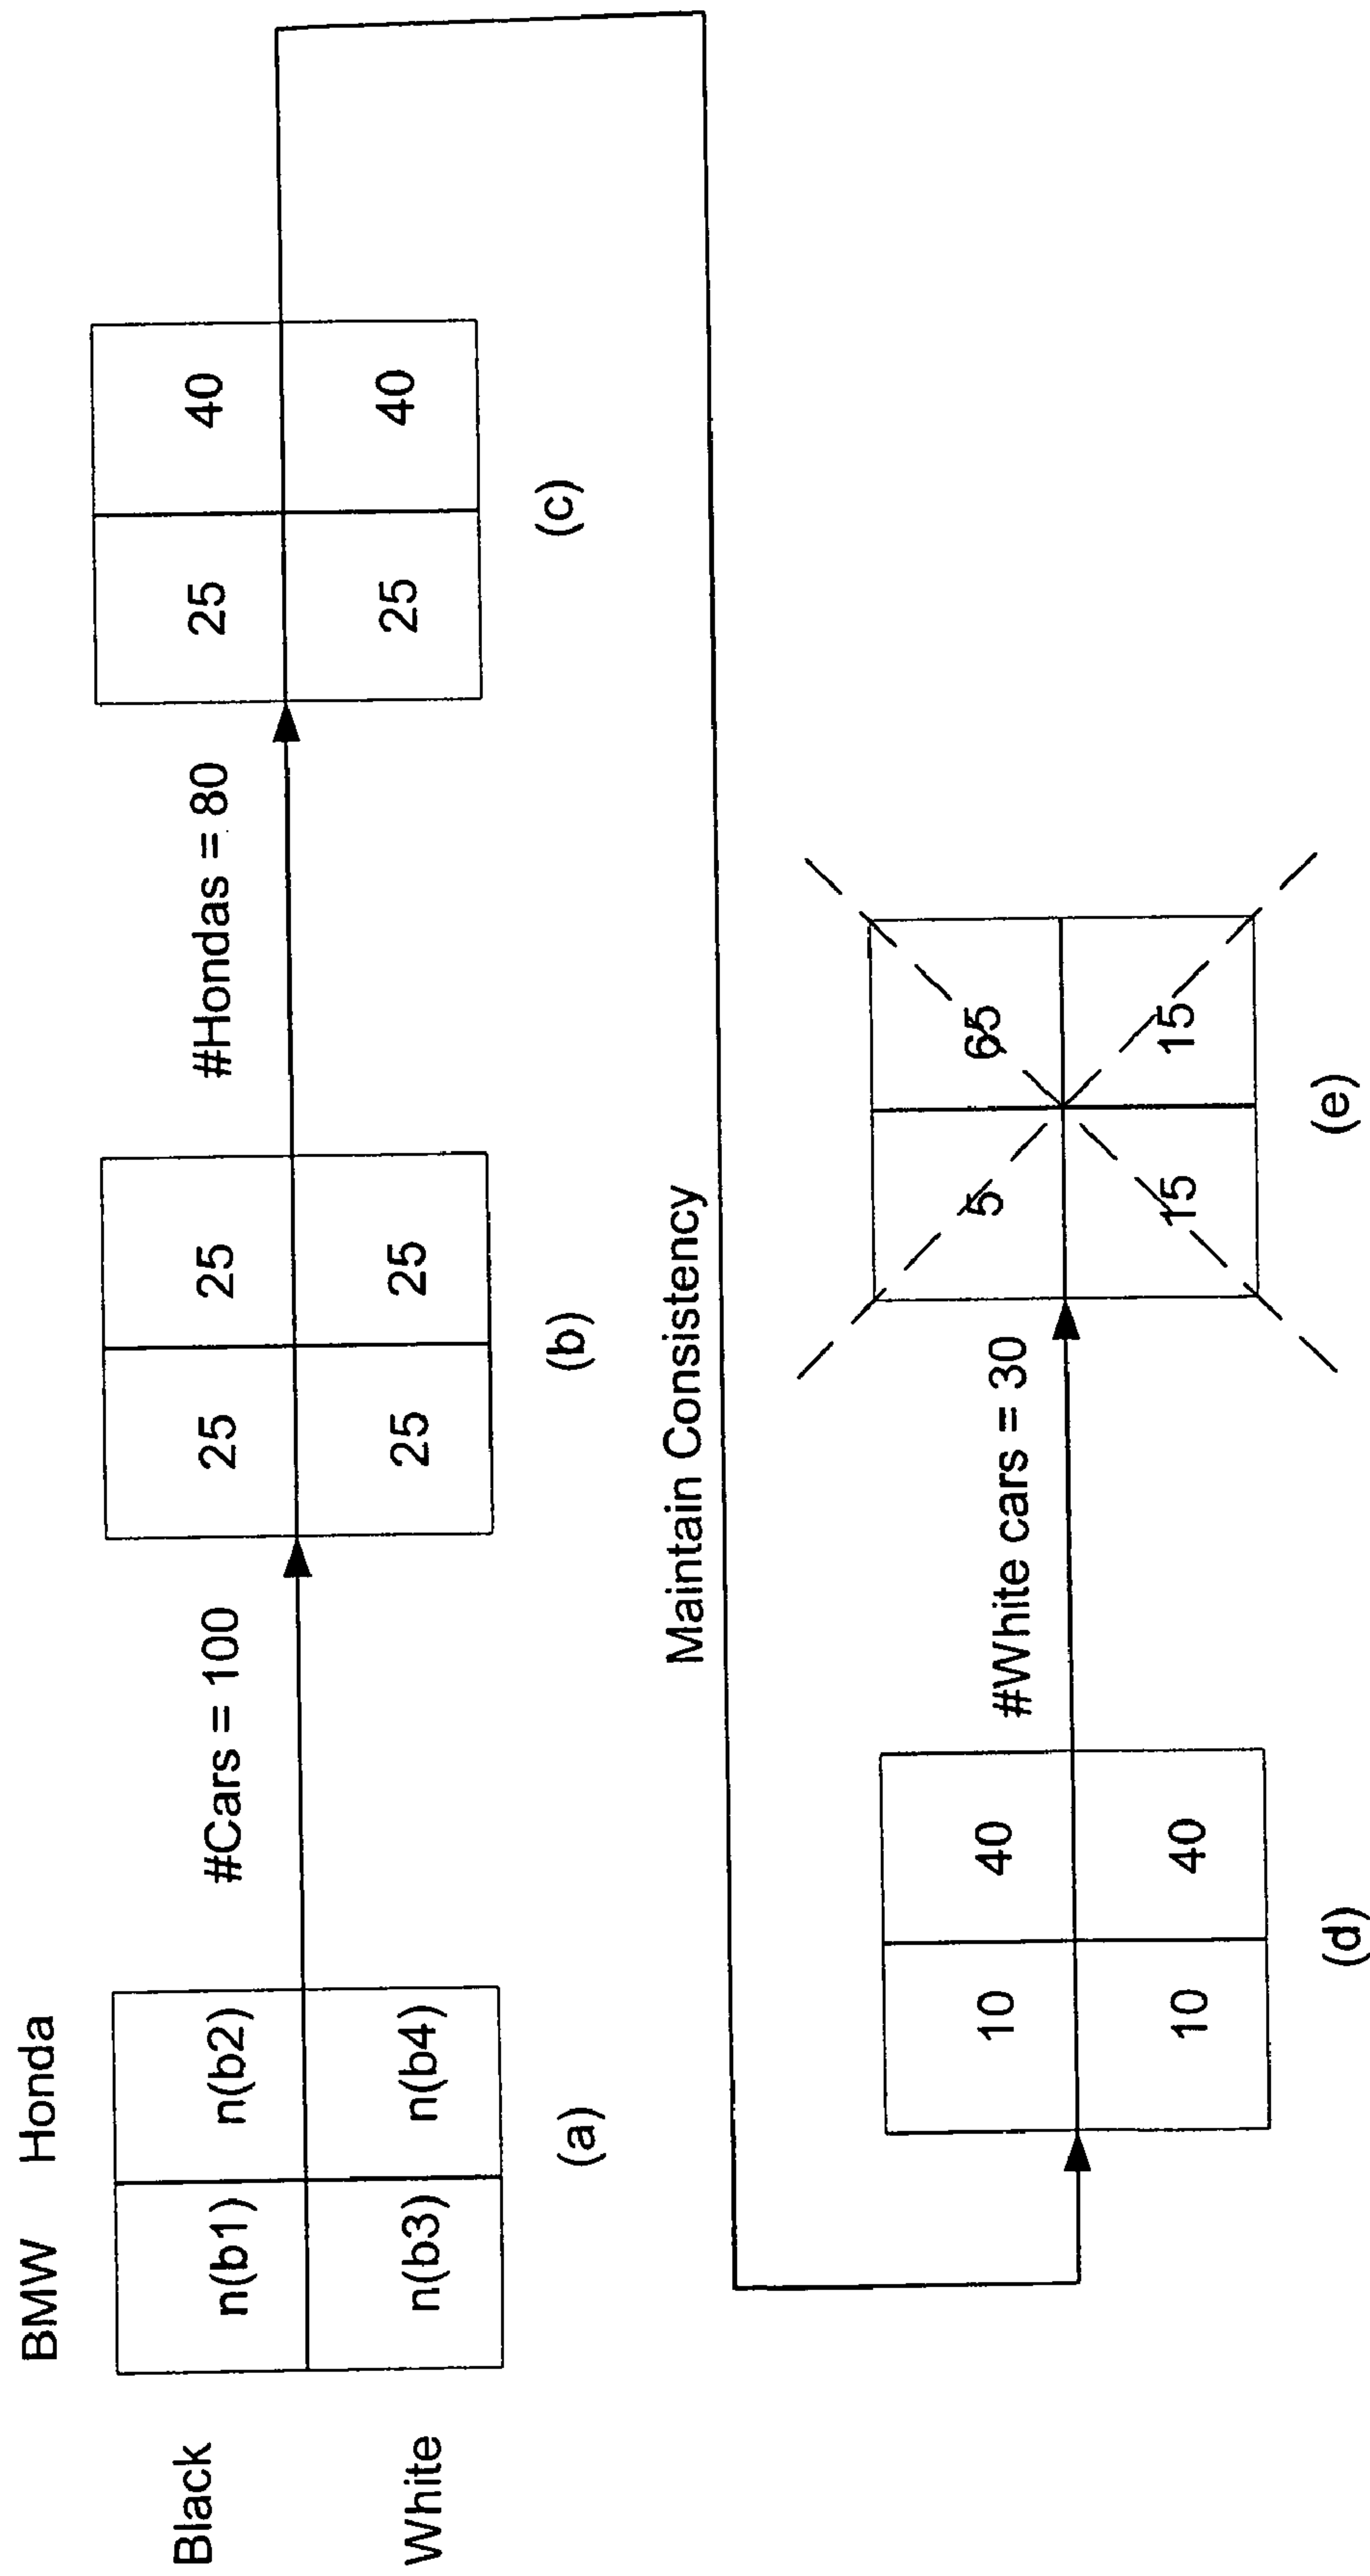 BMW Honda
Black n(b1) n(b2)
White n(b3) n(b4)
(a)
#Cars = 100
25 25
25 25
(b)
#Hondas = 80
25 40
25 40
(c)
Maintain Consistency
10 40
10 40
(d)
#White cars = 30
5 65
15 15
(e)